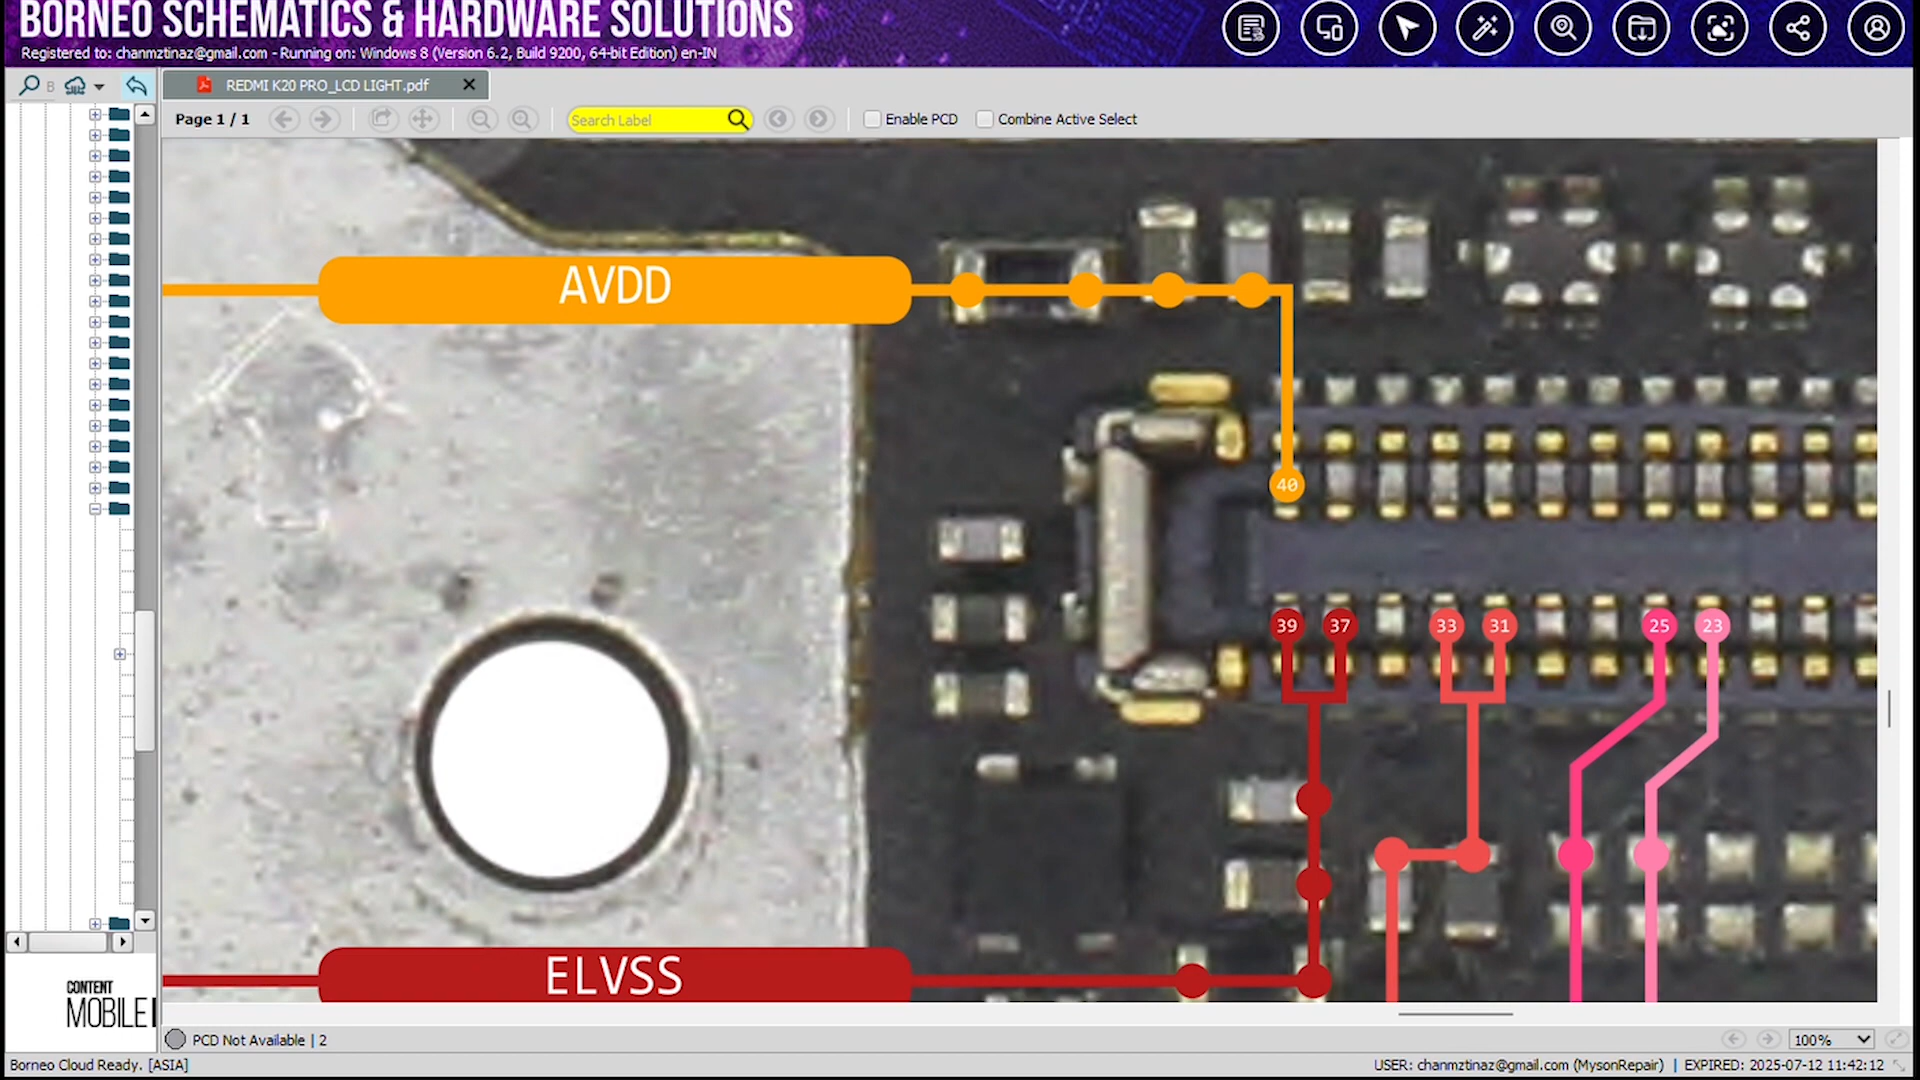 BORNEO SCHEMATICS & HARDWARE SOLUTIONS
Registered to: chanmztinaz@gmail.com - Running on: Windows 8 (Version 6.2, Build 9200, 64-bit Edition) en-IN
B
REDMI K20 PRO_LCD LIGHT.pdf
Page 1 / 1
Search Label
Enable PCD
Combine Active Select
AVDD
40
39 37 33 31 25 23
ELVSS
CONTENT
MOBILE
PCD Not Available | 2
100%
Borneo Cloud Ready. [ASIA]
USER: chanmztinaz@gmail.com (MysonRepair) | EXPIRED: 2025-07-12 11:42:12